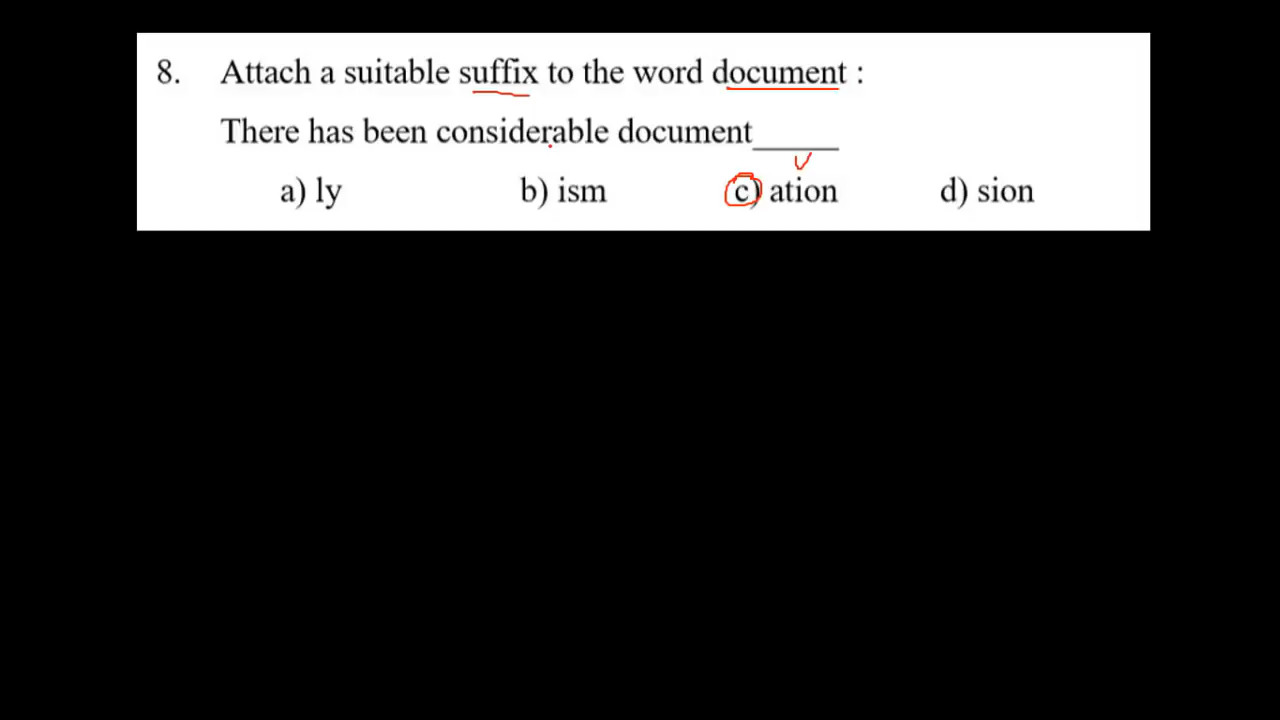 8. Attach a suitable suffix to the word document :
There has been considerable document_____
a) ly b) ism c) ation d) sion